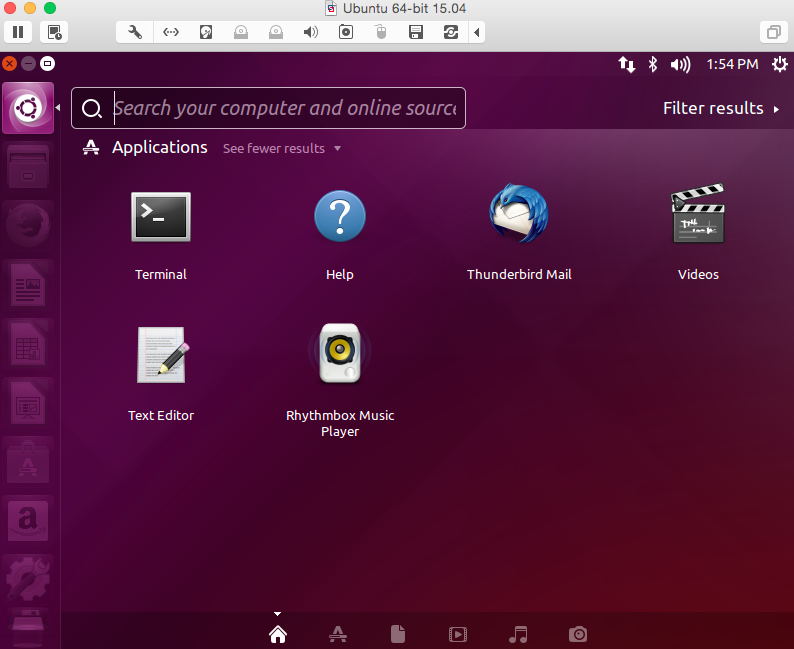 Ubuntu 64-bit 15.04
1:54 PM
Search your computer and online source
Filter results
Applications See fewer results
Terminal
Help
Thunderbird Mail
Videos
Text Editor
Rhythmbox Music
Player
a